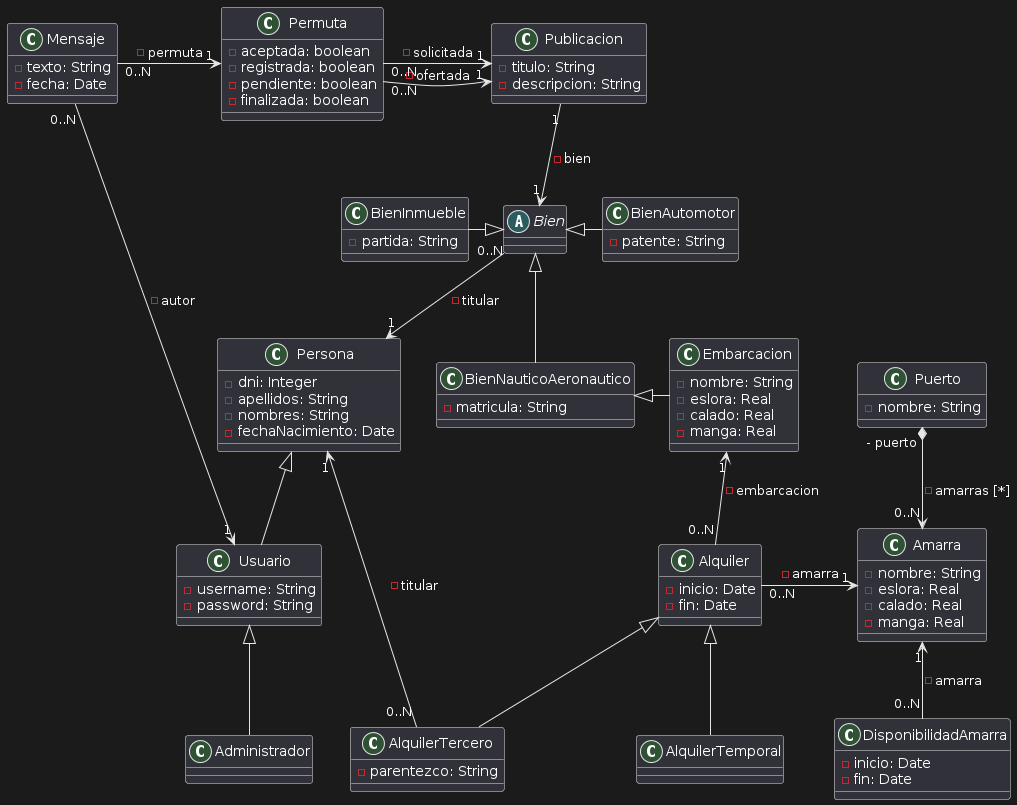 C Mensaje
texto: String
fecha: Date
permuta 1
0..N
C Permuta
aceptada: boolean
registrada: boolean
pendiente: boolean
finalizada: boolean
solicitada 1
0..N
ofertada 1
0..N
C Publicacion
titulo: String
descripcion: String
0..N
1
bien
1
C BienInmueble
partida: String
A Bien
C BienAutomotor
patente: String
0..N
autor
titular
1
C Persona
dni: Integer
apellidos: String
nombres: String
fechaNacimiento: Date
C BienNauticoAeronautico
matricula: String
C Embarcacion
nombre: String
eslora: Real
calado: Real
manga: Real
C Puerto
nombre: String
- puerto
1
1
embarcacion
amarras [*]
0..N
0..N
1
C Usuario
username: String
password: String
titular
C Alquiler
inicio: Date
fin: Date
amarra 1
0..N
C Amarra
nombre: String
eslora: Real
calado: Real
manga: Real
1
amarra
0..N
0..N
C Administrador
C AlquilerTercero
parentezco: String
C AlquilerTemporal
C DisponibilidadAmarra
inicio: Date
fin: Date